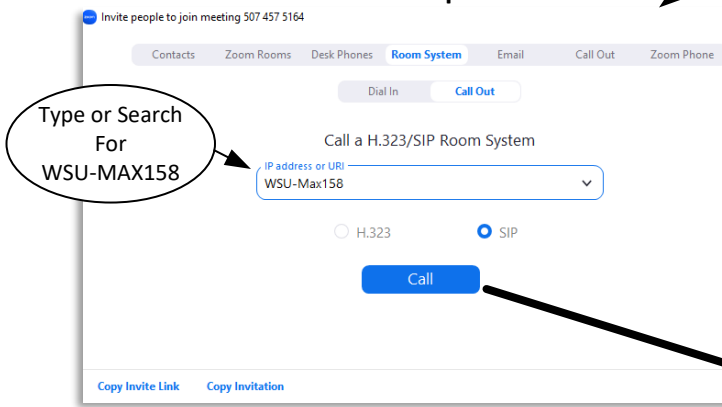 Invite people to join meeting 507 457 5164
Contacts Zoom Rooms Desk Phones Room System Email Call Out Zoom Phone
Dial In Call Out
Type or Search
For
WSU-MAX158
Call a H.323/SIP Room System
IP address or URI
WSU-Max158
H.323 SIP
Call
Copy Invite Link Copy Invitation